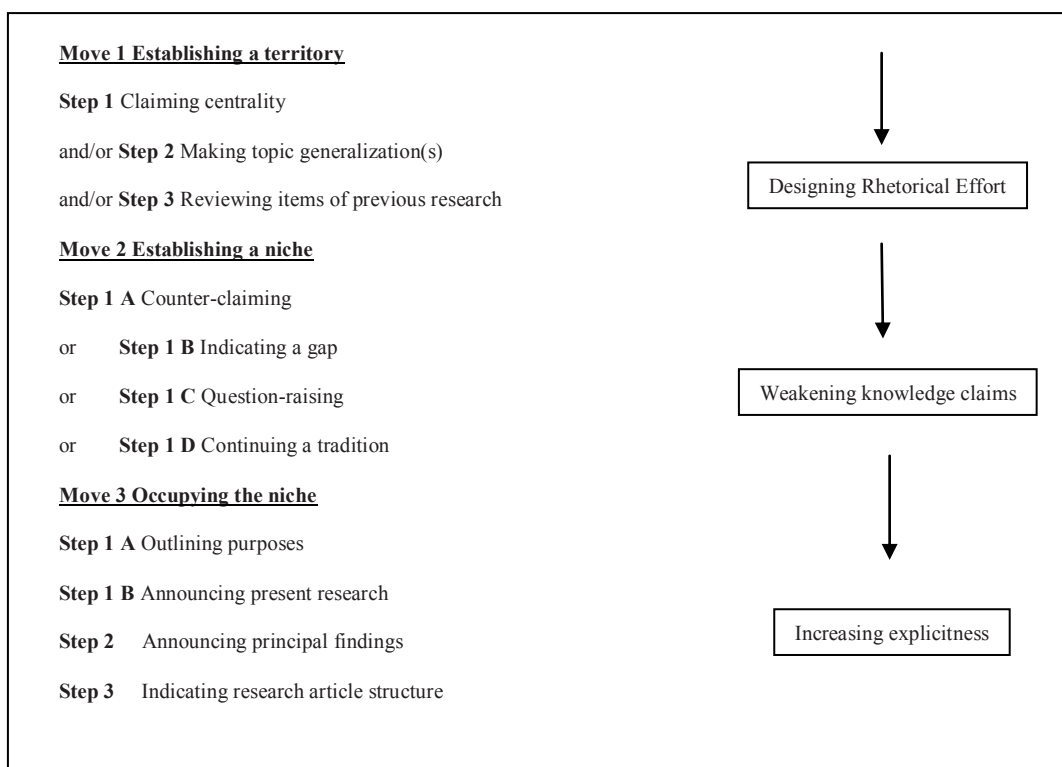 Move 1 Establishing a territory
Step 1 Claiming centrality
and/or Step 2 Making topic generalization(s)
and/or Step 3 Reviewing items of previous research
Move 2 Establishing a niche
Step 1 A Counter-claiming
or Step 1 B Indicating a gap
or Step 1 C Question-raising
or Step 1 D Continuing a tradition
Move 3 Occupying the niche
Step 1 A Outlining purposes
Step 1 B Announcing present research
Step 2 Announcing principal findings
Step 3 Indicating research article structure
Designing Rhetorical Effort
Weakening knowledge claims
Increasing explicitness